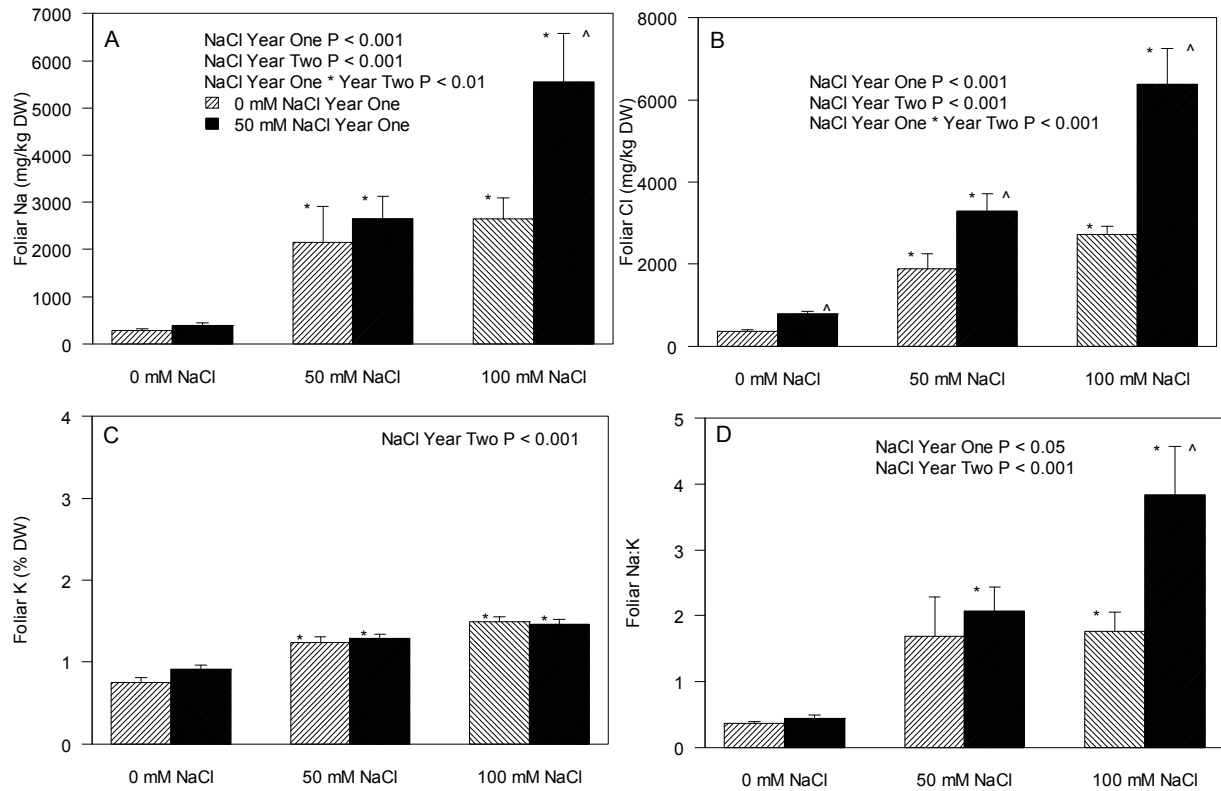 A
NaCl Year One P < 0.001
NaCl Year Two P < 0.001
NaCl Year One * Year Two P < 0.01
0 mM NaCl Year One
50 mM NaCl Year One
Foliar Na (mg/kg DW)
7000
6000
5000
4000
3000
2000
1000
0
* ^
* *
*
0 mM NaCl 50 mM NaCl 100 mM NaCl
B
NaCl Year One P < 0.001
NaCl Year Two P < 0.001
NaCl Year One * Year Two P < 0.001
Foliar Cl (mg/kg DW)
8000
6000
4000
2000
0
* ^
* ^
*
*
^
0 mM NaCl 50 mM NaCl 100 mM NaCl
C
NaCl Year Two P < 0.001
Foliar K (% DW)
4
3
2
1
0
* *
* *
0 mM NaCl 50 mM NaCl 100 mM NaCl
D
NaCl Year One P < 0.05
NaCl Year Two P < 0.001
Foliar Na:K
5
4
3
2
1
0
* ^
*
*
0 mM NaCl 50 mM NaCl 100 mM NaCl